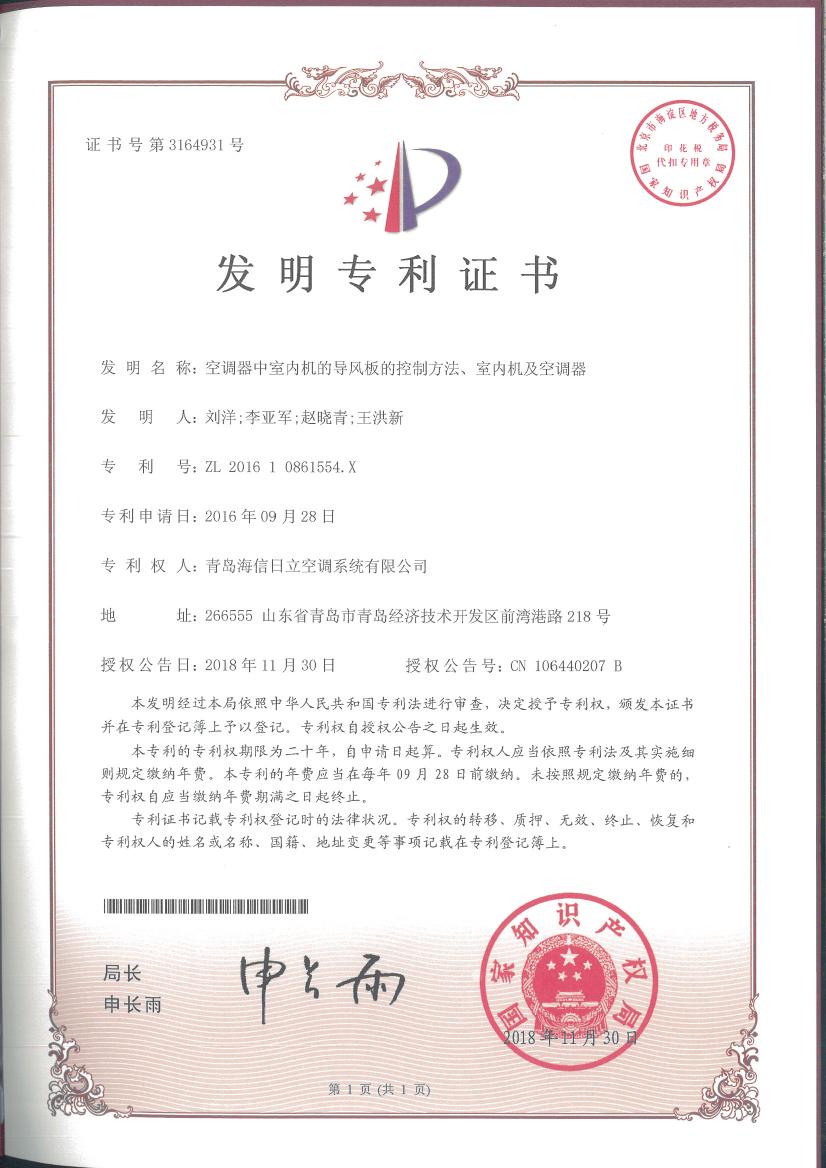 证书号第3164931号
北京市海淀区地方税务局
印花税
代扣专用章
国家知识产权局
发明专利证书
发明名称：空调器中室内机的导风板的控制方法、室内机及空调器
发明人：刘洋;李亚军;赵晓青;王洪新
专利号：ZL 2016 1 0861554.X
专利申请日：2016年09月28日
专利权人：青岛海信日立空调系统有限公司
地址：266555 山东省青岛市青岛经济技术开发区前湾港路218号
授权公告日：2018年11月30日 授权公告号：CN 106440207 B
本发明经过本局依照中华人民共和国专利法进行审查，决定授予专利权，颁发本证书
并在专利登记簿上予以登记。专利权自授权公告之日起生效。
本专利的专利权期限为二十年，自申请日起算。专利权人应当依照专利法及其实施细
则规定缴纳年费。本专利的年费应当在每年09月28日前缴纳。未按照规定缴纳年费的，
专利权自应当缴纳年费期满之日起终止。
专利证书记载专利权登记时的法律状况。专利权的转移、质押、无效、终止、恢复和
专利权人的姓名或名称、国籍、地址变更等事项记载在专利登记簿上。
局长
申长雨
申长雨
国家知识产权局
2018年11月30日
第1页(共1页)